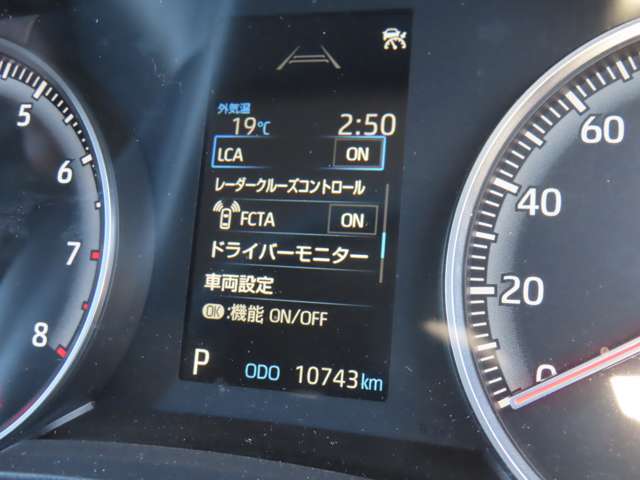 外気温
19℃ 2:50
LCA ON
レーダークルーズコントロール
FCTA ON
ドライバーモニター
車両設定
OK:機能 ON/OFF
P ODO 10743km
5
6
7
8
60
40
20
0